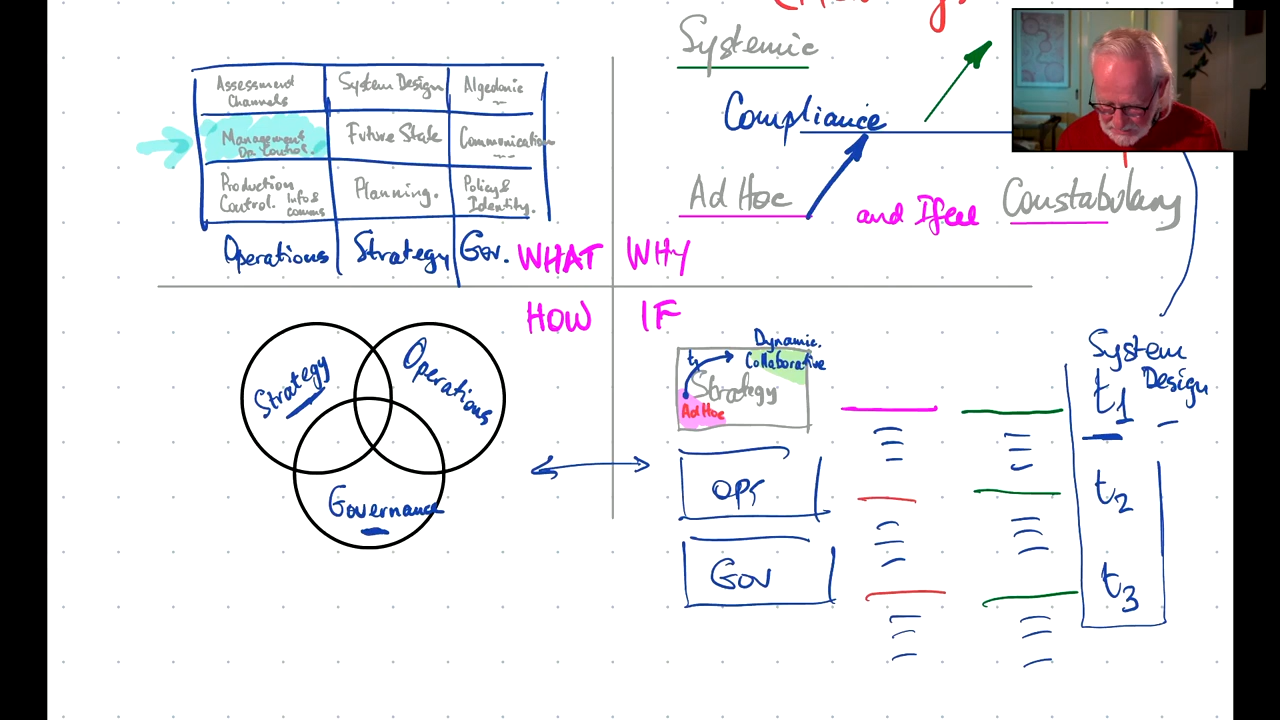 Systemic
Compliance
Ad Hoc
and I feel
Constabulary
Assessment
Channels
System Design
Algedonic
Management
Op. Control.
Future State
Communication
Production
Control. Info &
comms
Planning.
Policy &
Identity.
Operations
Strategy
Gov.
WHAT
WHY
HOW
IF
Strategy
Operations
Governance
Dynamic.
Collaborative
Strategy
Ad Hoc
OPS
Gov
System
Design
t1
t2
t3